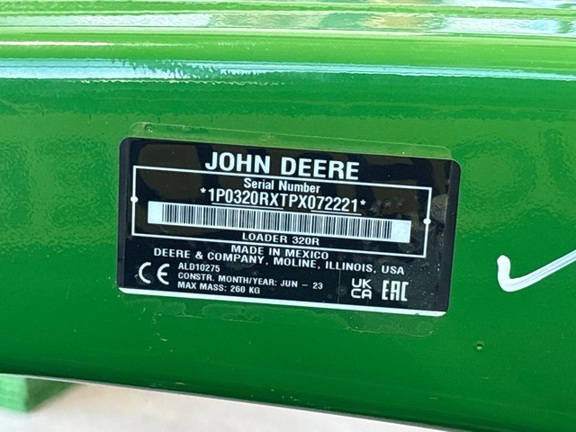 JOHN DEERE
Serial Number
*1P0320RXTPX072221*
LOADER 320R
MADE IN MEXICO
DEERE & COMPANY, MOLINE, ILLINOIS, USA
ALD10275
CONSTR. MONTH/YEAR: JUN - 23
MAX MASS: 260 KG
CE
UK
CA
EAC